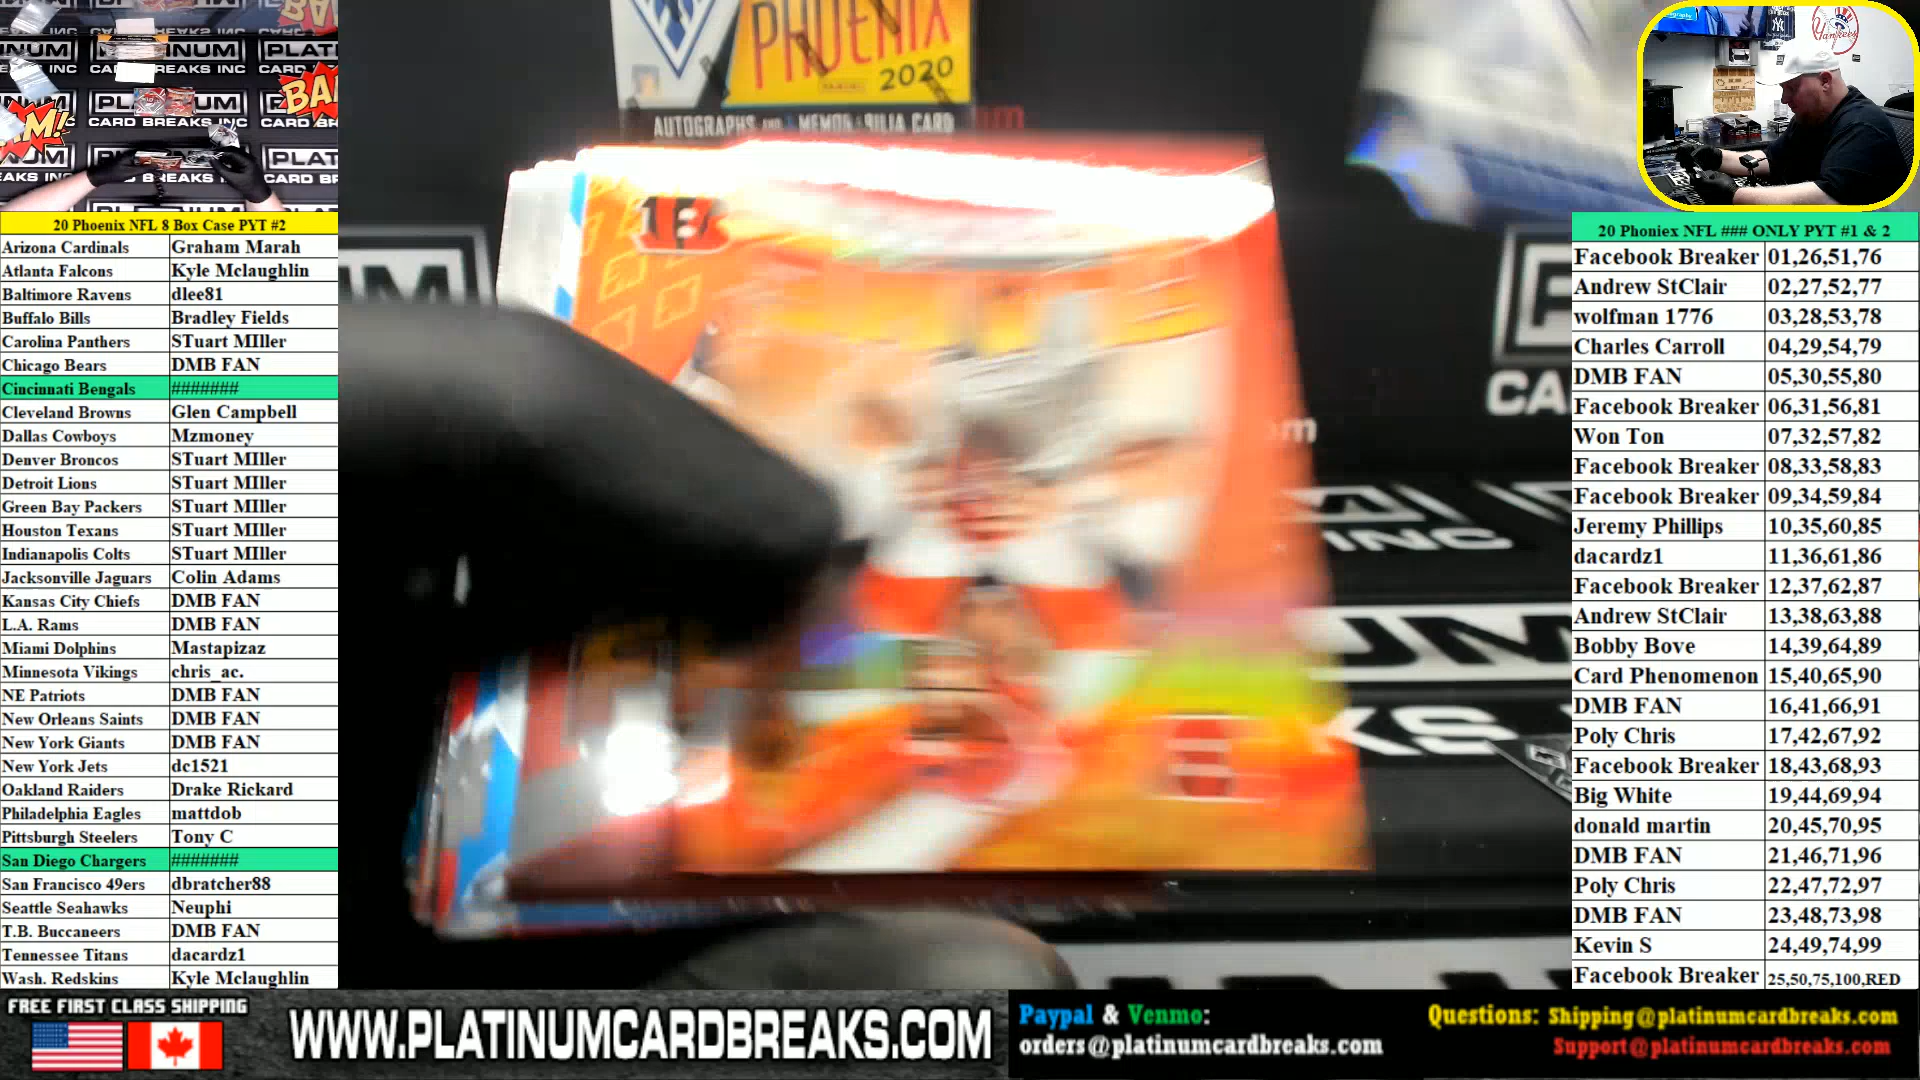 PHOENIX
PANINI
2020
AUTOGRAPHS AND MEMORABILIA CARD
Yankees
20 Phoenix NFL 8 Box Case PYT #2
Arizona Cardinals Graham Marah
Atlanta Falcons Kyle Mclaughlin
Baltimore Ravens dlee81
Buffalo Bills Bradley Fields
Carolina Panthers STuart MIller
Chicago Bears DMB FAN
Cincinnati Bengals #######
Cleveland Browns Glen Campbell
Dallas Cowboys Mzmoney
Denver Broncos STuart MIller
Detroit Lions STuart MIller
Green Bay Packers STuart MIller
Houston Texans STuart MIller
Indianapolis Colts STuart MIller
Jacksonville Jaguars Colin Adams
Kansas City Chiefs DMB FAN
L.A. Rams DMB FAN
Miami Dolphins Mastapizaz
Minnesota Vikings chris_ac.
NE Patriots DMB FAN
New Orleans Saints DMB FAN
New York Giants DMB FAN
New York Jets dc1521
Oakland Raiders Drake Rickard
Philadelphia Eagles mattdob
Pittsburgh Steelers Tony C
San Diego Chargers #######
San Francisco 49ers dbratcher88
Seattle Seahawks Neuphi
T.B. Buccaneers DMB FAN
Tennessee Titans dacardz1
Wash. Redskins Kyle Mclaughlin
20 Phoniex NFL ### ONLY PYT #1 & 2
Facebook Breaker 01,26,51,76
Andrew StClair 02,27,52,77
wolfman 1776 03,28,53,78
Charles Carroll 04,29,54,79
DMB FAN 05,30,55,80
Facebook Breaker 06,31,56,81
Won Ton 07,32,57,82
Facebook Breaker 08,33,58,83
Facebook Breaker 09,34,59,84
Jeremy Phillips 10,35,60,85
dacardz1 11,36,61,86
Facebook Breaker 12,37,62,87
Andrew StClair 13,38,63,88
Bobby Bove 14,39,64,89
Card Phenomenon 15,40,65,90
DMB FAN 16,41,66,91
Poly Chris 17,42,67,92
Facebook Breaker 18,43,68,93
Big White 19,44,69,94
donald martin 20,45,70,95
DMB FAN 21,46,71,96
Poly Chris 22,47,72,97
DMB FAN 23,48,73,98
Kevin S 24,49,74,99
Facebook Breaker 25,50,75,100,RED
FREE FIRST CLASS SHIPPING
WWW.PLATINUMCARDBREAKS.COM
Paypal & Venmo:
orders@platinumcardbreaks.com
Questions: Shipping@platinumcardbreaks.com
Support@platinumcardbreaks.com